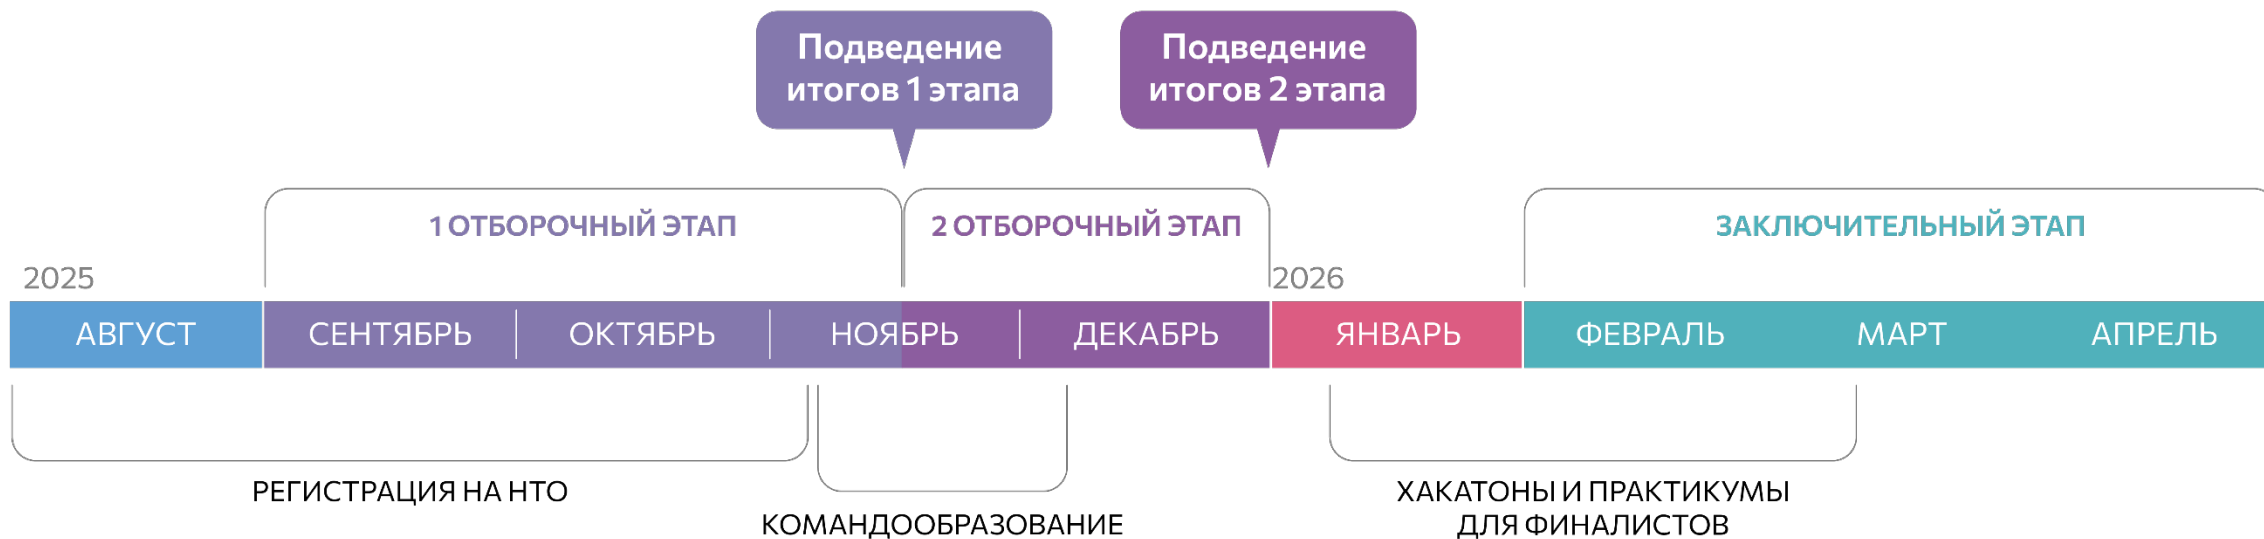 Подведение
итогов 1 этапа
Подведение
итогов 2 этапа
1 ОТБОРОЧНЫЙ ЭТАП
2 ОТБОРОЧНЫЙ ЭТАП
ЗАКЛЮЧИТЕЛЬНЫЙ ЭТАП
2025
2026
АВГУСТ
СЕНТЯБРЬ
ОКТЯБРЬ
НОЯБРЬ
ДЕКАБРЬ
ЯНВАРЬ
ФЕВРАЛЬ
МАРТ
АПРЕЛЬ
РЕГИСТРАЦИЯ НА НТО
КОМАНДООБРАЗОВАНИЕ
ХАКАТОНЫ И ПРАКТИКУМЫ
ДЛЯ ФИНАЛИСТОВ